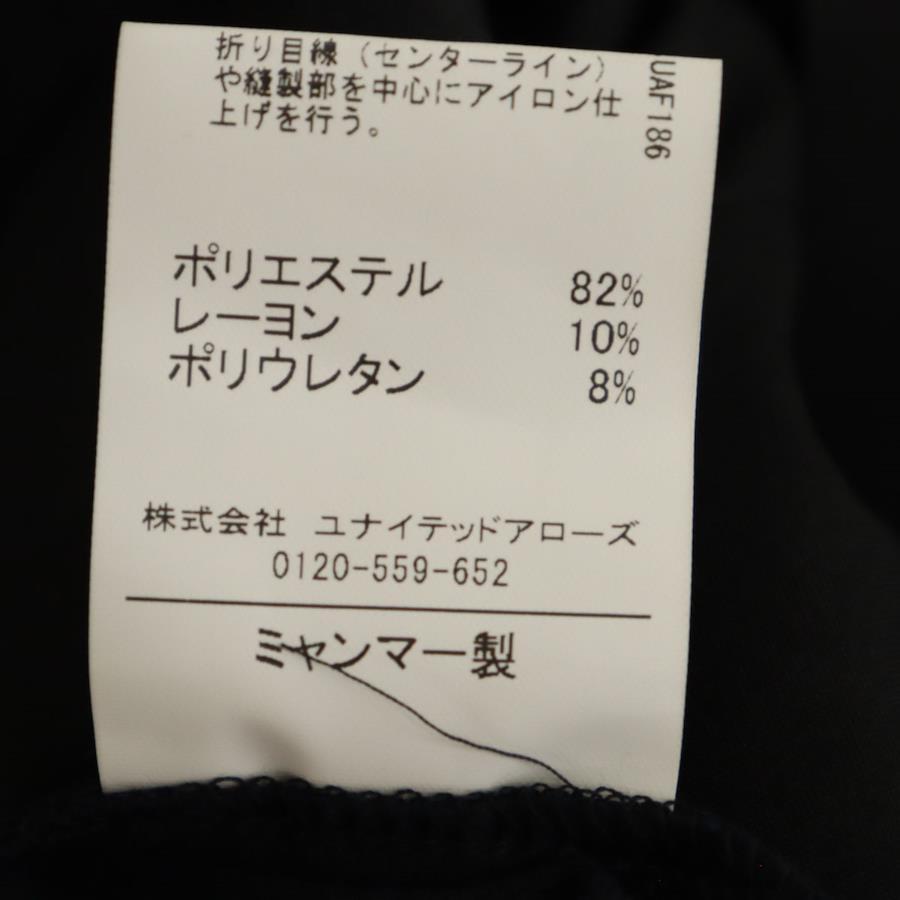 折り目線（センターライン）
や縫製部を中心にアイロン仕
上げを行う。
UAF186
ポリエステル 82%
レーヨン 10%
ポリウレタン 8%
株式会社 ユナイテッドアローズ
0120-559-652
ミャンマー製